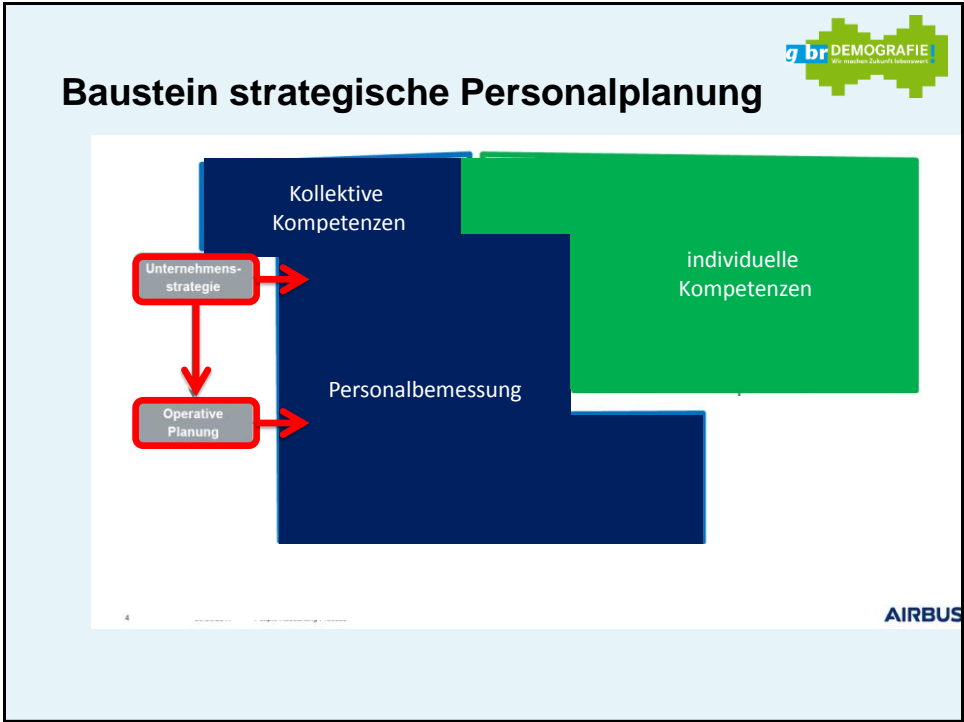 g br DEMOGRAFIE!
Wir machen Zukunft lebenswert
Baustein strategische Personalplanung
Kollektive
Kompetenzen
individuelle
Kompetenzen
Unternehmens-
strategie
Personalbemessung
Operative
Planung
4
AIRBUS